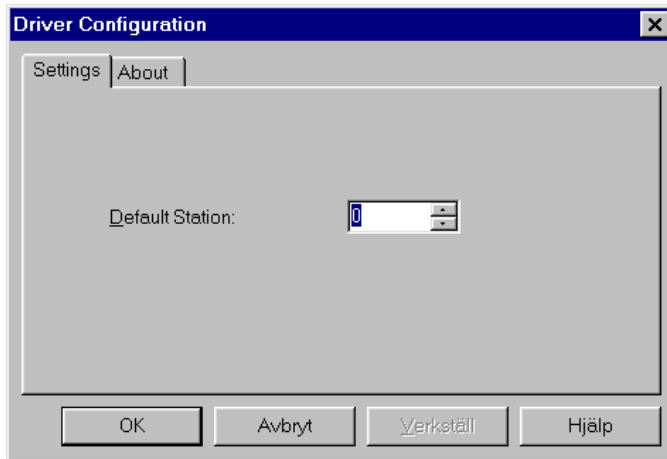 Driver Configuration
Settings About
Default Station: 0
OK Avbryt Verkställ Hjälp